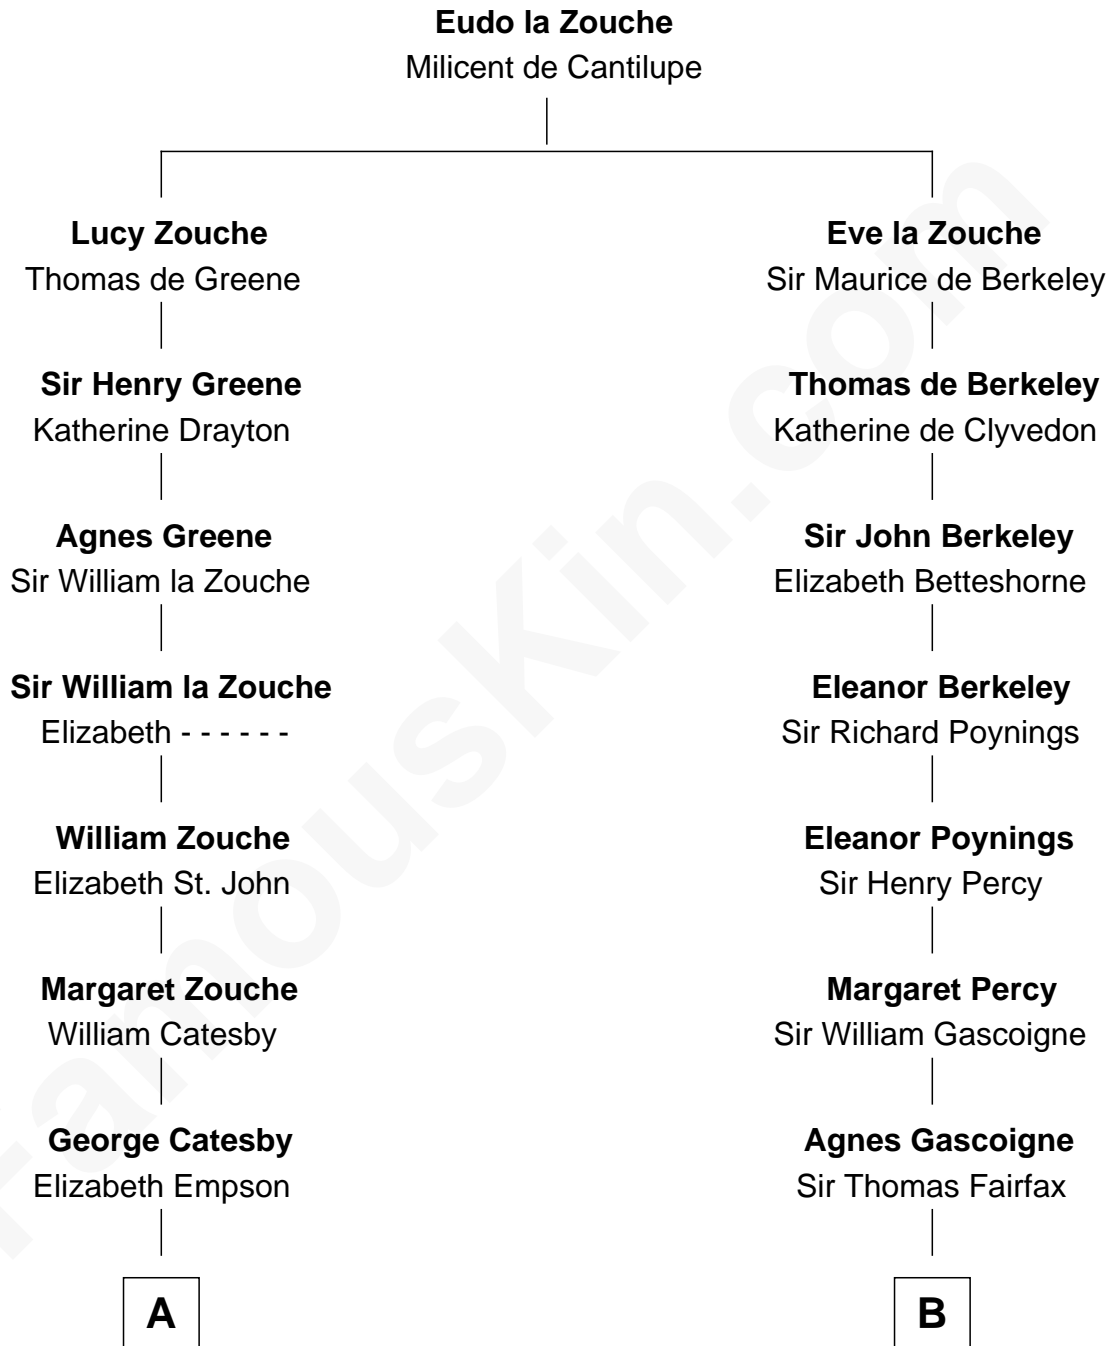 Eudo la Zouche
Milicent de Cantilupe
Lucy Zouche
Thomas de Greene
Sir Henry Greene
Katherine Drayton
Agnes Greene
Sir William la Zouche
Sir William la Zouche
Elizabeth - - - - - -
William Zouche
Elizabeth St. John
Margaret Zouche
William Catesby
George Catesby
Elizabeth Empson
A
Eve la Zouche
Sir Maurice de Berkeley
Thomas de Berkeley
Katherine de Clyvedon
Sir John Berkeley
Elizabeth Betteshorne
Eleanor Berkeley
Sir Richard Poynings
Eleanor Poynings
Sir Henry Percy
Margaret Percy
Sir William Gascoigne
Agnes Gascoigne
Sir Thomas Fairfax
B
FamousKin.com